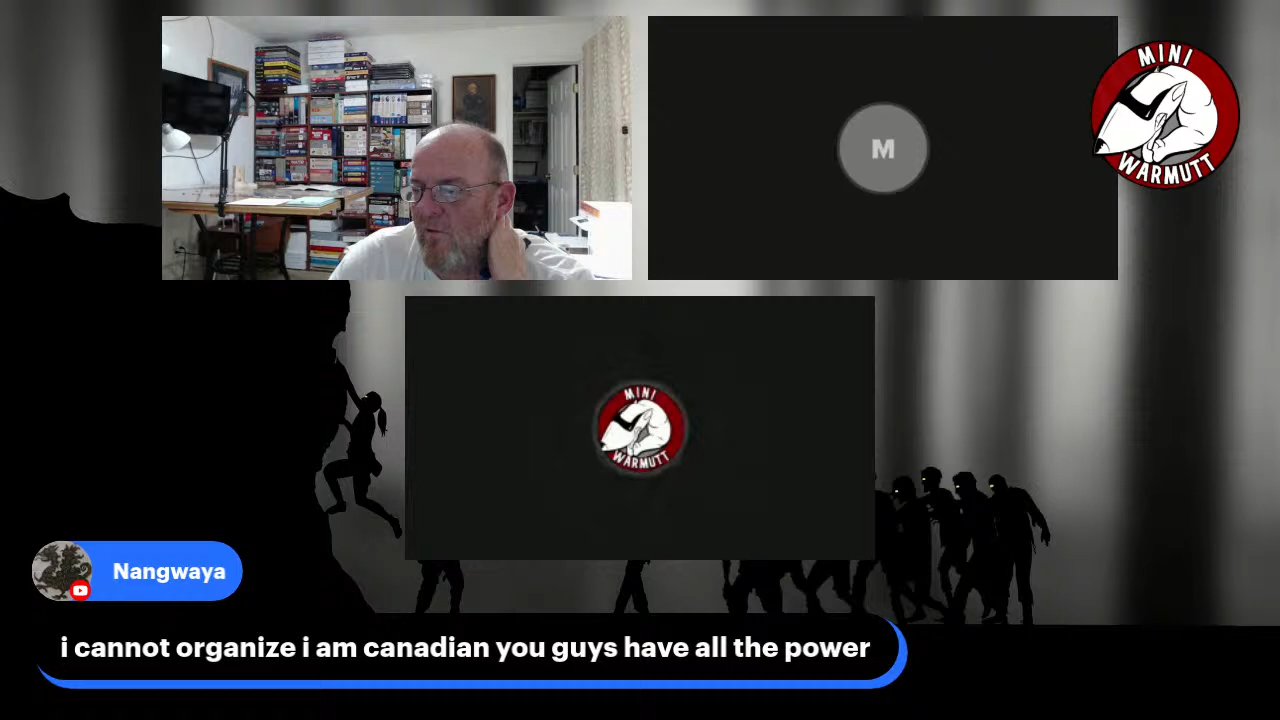 M
MINI
WARMUTT
MINI
WARMUTT
Nangwaya
i cannot organize i am canadian you guys have all the power